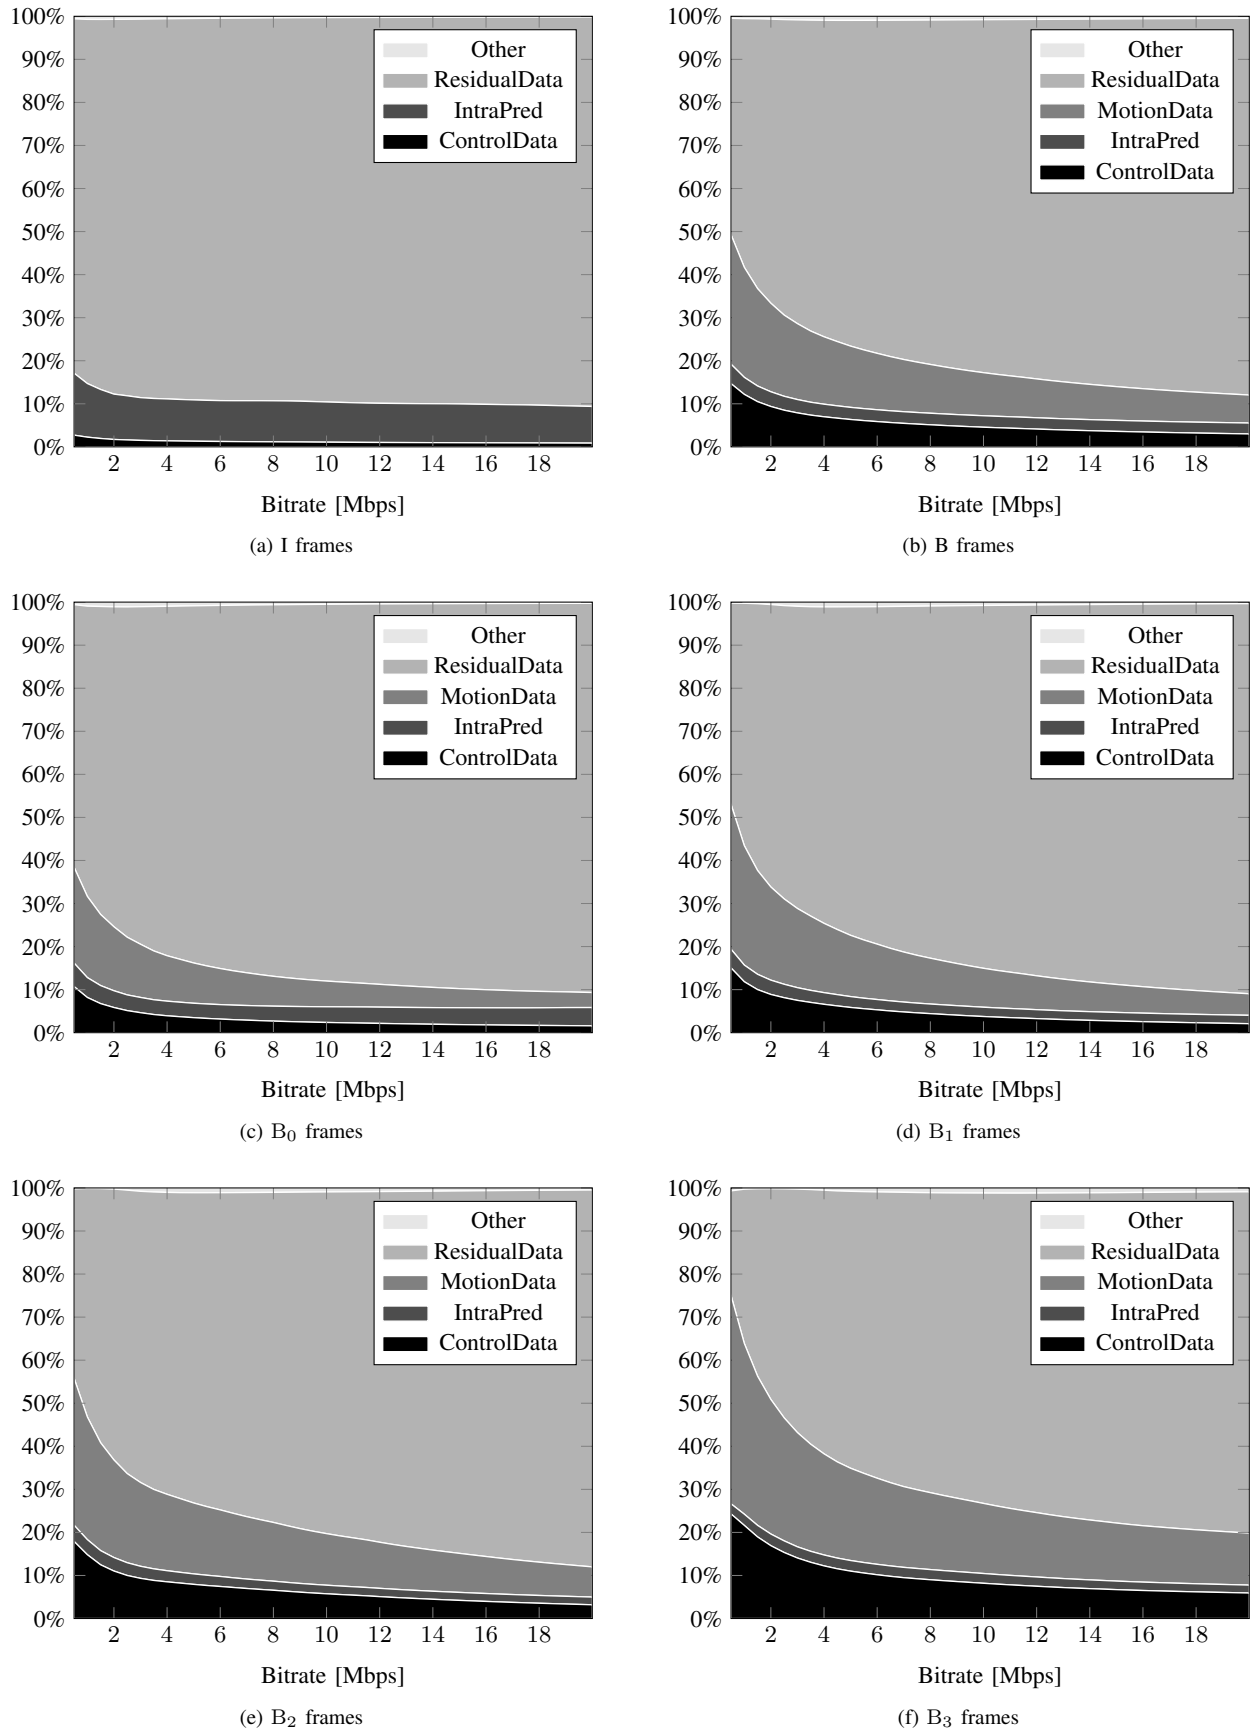 100%
90%
80%
70%
60%
50%
40%
30%
20%
10%
0%
2 4 6 8 10 12 14 16 18
Bitrate [Mbps]
Other
ResidualData
IntraPred
ControlData
(a) I frames
100%
90%
80%
70%
60%
50%
40%
30%
20%
10%
0%
2 4 6 8 10 12 14 16 18
Bitrate [Mbps]
Other
ResidualData
MotionData
IntraPred
ControlData
(b) B frames
100%
90%
80%
70%
60%
50%
40%
30%
20%
10%
0%
2 4 6 8 10 12 14 16 18
Bitrate [Mbps]
Other
ResidualData
MotionData
IntraPred
ControlData
(c) B₀ frames
100%
90%
80%
70%
60%
50%
40%
30%
20%
10%
0%
2 4 6 8 10 12 14 16 18
Bitrate [Mbps]
Other
ResidualData
MotionData
IntraPred
ControlData
(d) B₁ frames
100%
90%
80%
70%
60%
50%
40%
30%
20%
10%
0%
2 4 6 8 10 12 14 16 18
Bitrate [Mbps]
Other
ResidualData
MotionData
IntraPred
ControlData
(e) B₂ frames
100%
90%
80%
70%
60%
50%
40%
30%
20%
10%
0%
2 4 6 8 10 12 14 16 18
Bitrate [Mbps]
Other
ResidualData
MotionData
IntraPred
ControlData
(f) B₃ frames